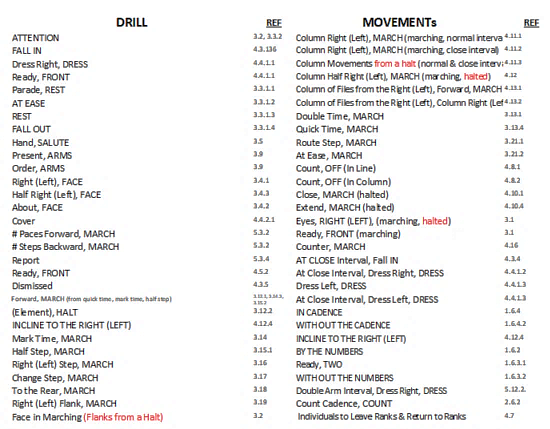 DRILL REF
ATTENTION 3.2, 3.3.2
FALL IN 4.3.136
Dress Right, DRESS 4.4.1.1
Ready, FRONT 4.4.1.1
Parade, REST 3.3.1.1
AT EASE 3.3.1.2
REST 3.3.1.3
FALL OUT 3.3.1.4
Hand, SALUTE 3.5
Present, ARMS 3.9
Order, ARMS 3.9
Right (Left), FACE 3.4.1
Half Right (Left), FACE 3.4.3
About, FACE 3.4.2
Cover 4.4.2.1
# Paces Forward, MARCH 5.3.2
# Steps Backward, MARCH 5.3.2
Report 5.3.4
Ready, FRONT 4.5.2
Dismissed 4.3.5
Forward, MARCH (from quick time, mark time, half step)
(Element), HALT 3.12.2
INCLINE TO THE RIGHT (LEFT) 4.12.4
Mark Time, MARCH 3.14
Half Step, MARCH 3.15.1
Right (Left) Step, MARCH 3.16
Change Step, MARCH 3.17
To the Rear, MARCH 3.18
Right (Left) Flank, MARCH 3.19
Face in Marching (Flanks from a Halt) 3.2
MOVEMENTs REF
Column Right (Left), MARCH (marching, normal interva 4.11.1
Column Right (Left), MARCH (marching, close interval) 4.11.2
Column Movements from a halt (normal & close interv 4.11.3
Column Half Right (Left), MARCH (marching, halted) 4.12
Column of Files from the Right (Left), Forward, MARCH 4.13.1
Column of Files from the Right (Left), Column Right (Lef 4.13.2
Double Time, MARCH 3.13.1
Quick Time, MARCH 3.13.4
Route Step, MARCH 3.21.1
At Ease, MARCH 3.21.2
Count, OFF (In Line) 4.8.1
Count, OFF (In Column) 4.8.2
Close, MARCH (halted) 4.10.1
Extend, MARCH (halted) 4.10.4
Eyes, RIGHT (LEFT), (marching, halted) 3.1
Ready, FRONT (marching) 3.1
Counter, MARCH 4.16
AT CLOSE Interval, Fall IN 4.3.4
At Close Interval, Dress Right, DRESS 4.4.1.2
Dress Left, DRESS 4.4.1.3
At Close Interval, Dress Left, DRESS 4.4.1.3
IN CADENCE 1.6.4
WITHOUT THE CADENCE 1.6.4.2
INCLINE TO THE RIGHT (LEFT) 4.12.4
BY THE NUMBERS 1.6.2
Ready, TWO 1.6.3.1
WITHOUT THE NUMBERS 1.6.3.2
Double Arm Interval, Dress Right, DRESS 5.12.2.
Count Cadence, COUNT 2.6.2
Individuals to Leave Ranks & Return to Ranks 4.7